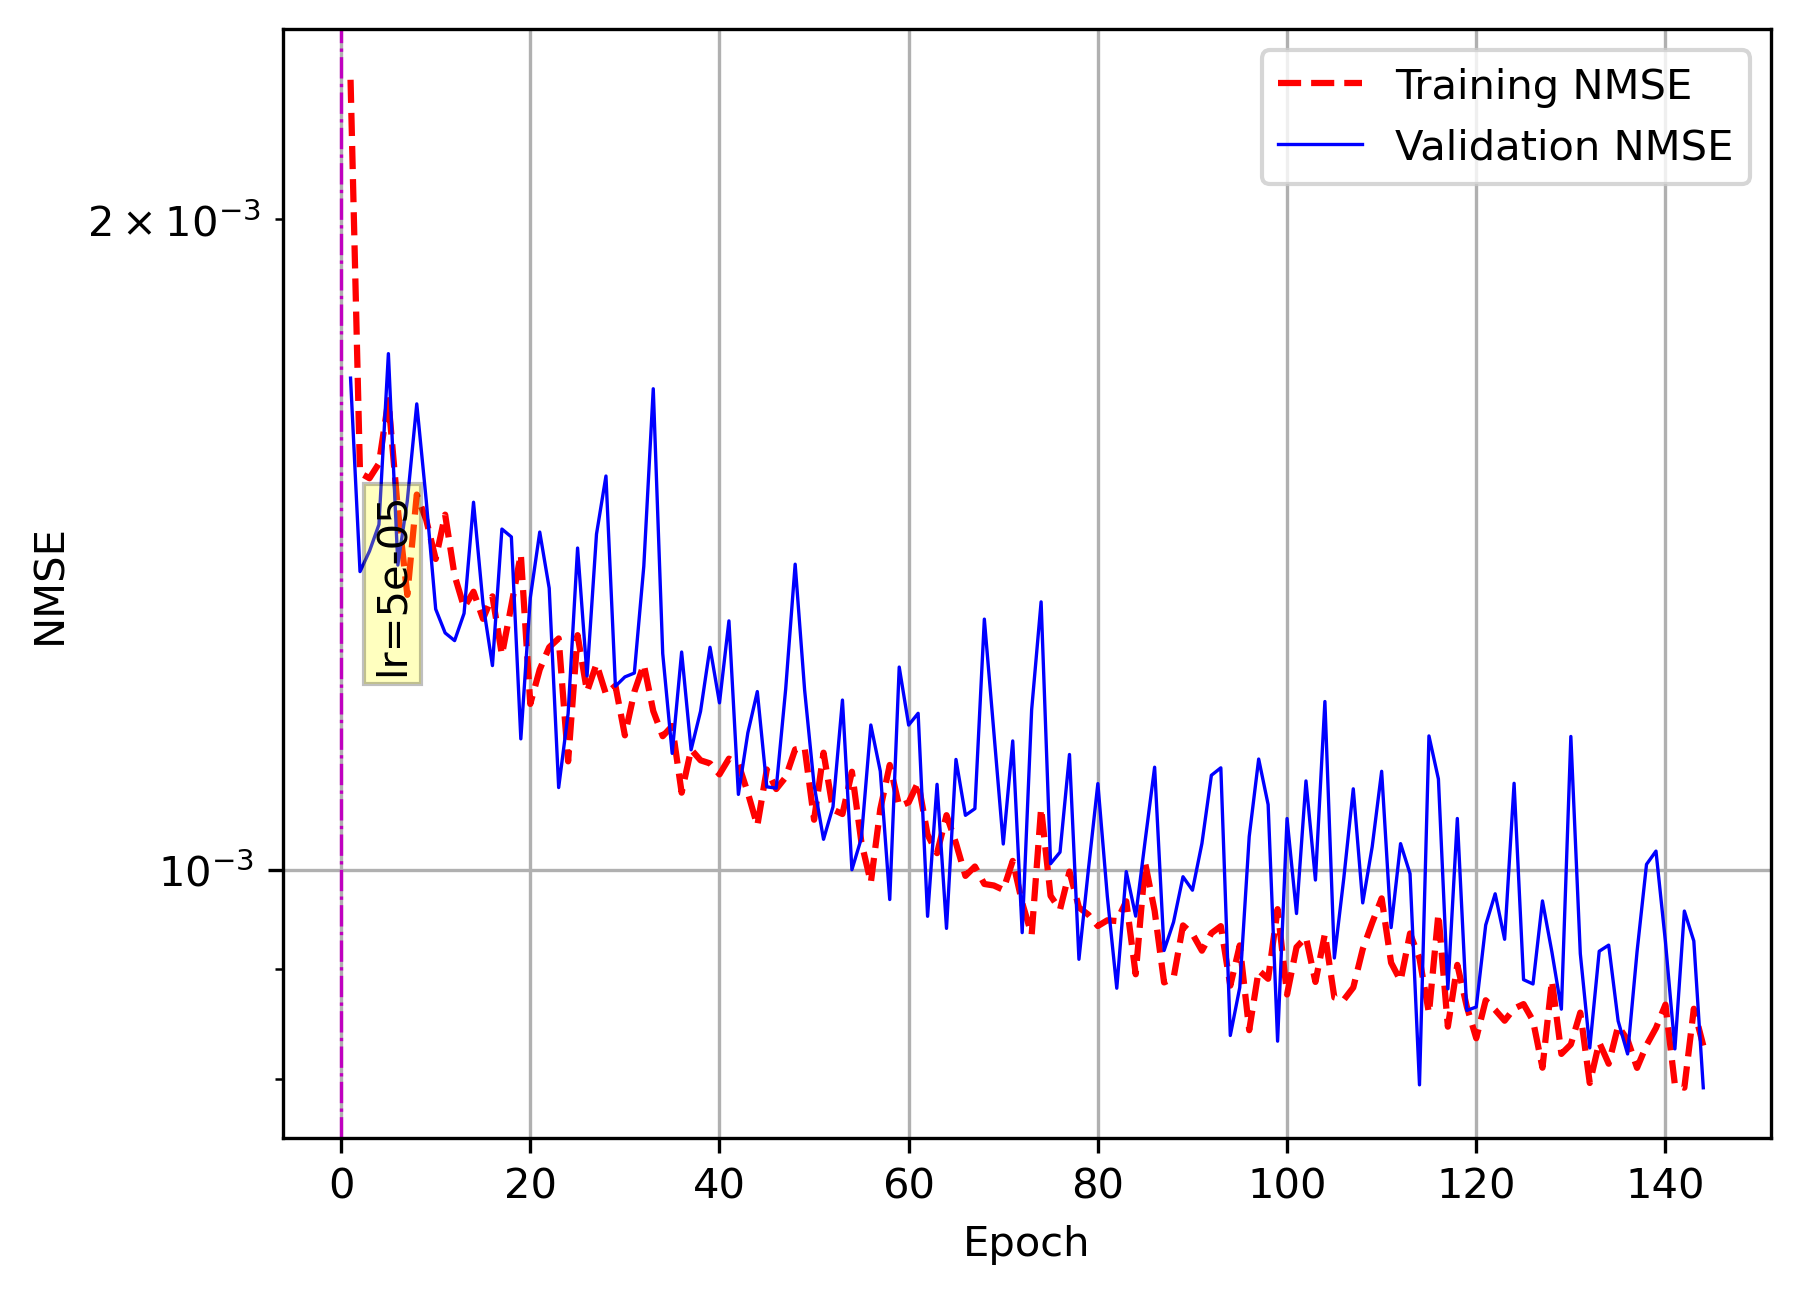 Training NMSE
Validation NMSE
2 × 10⁻³
10⁻³
NMSE
lr=5e-05
0 20 40 60 80 100 120 140
Epoch